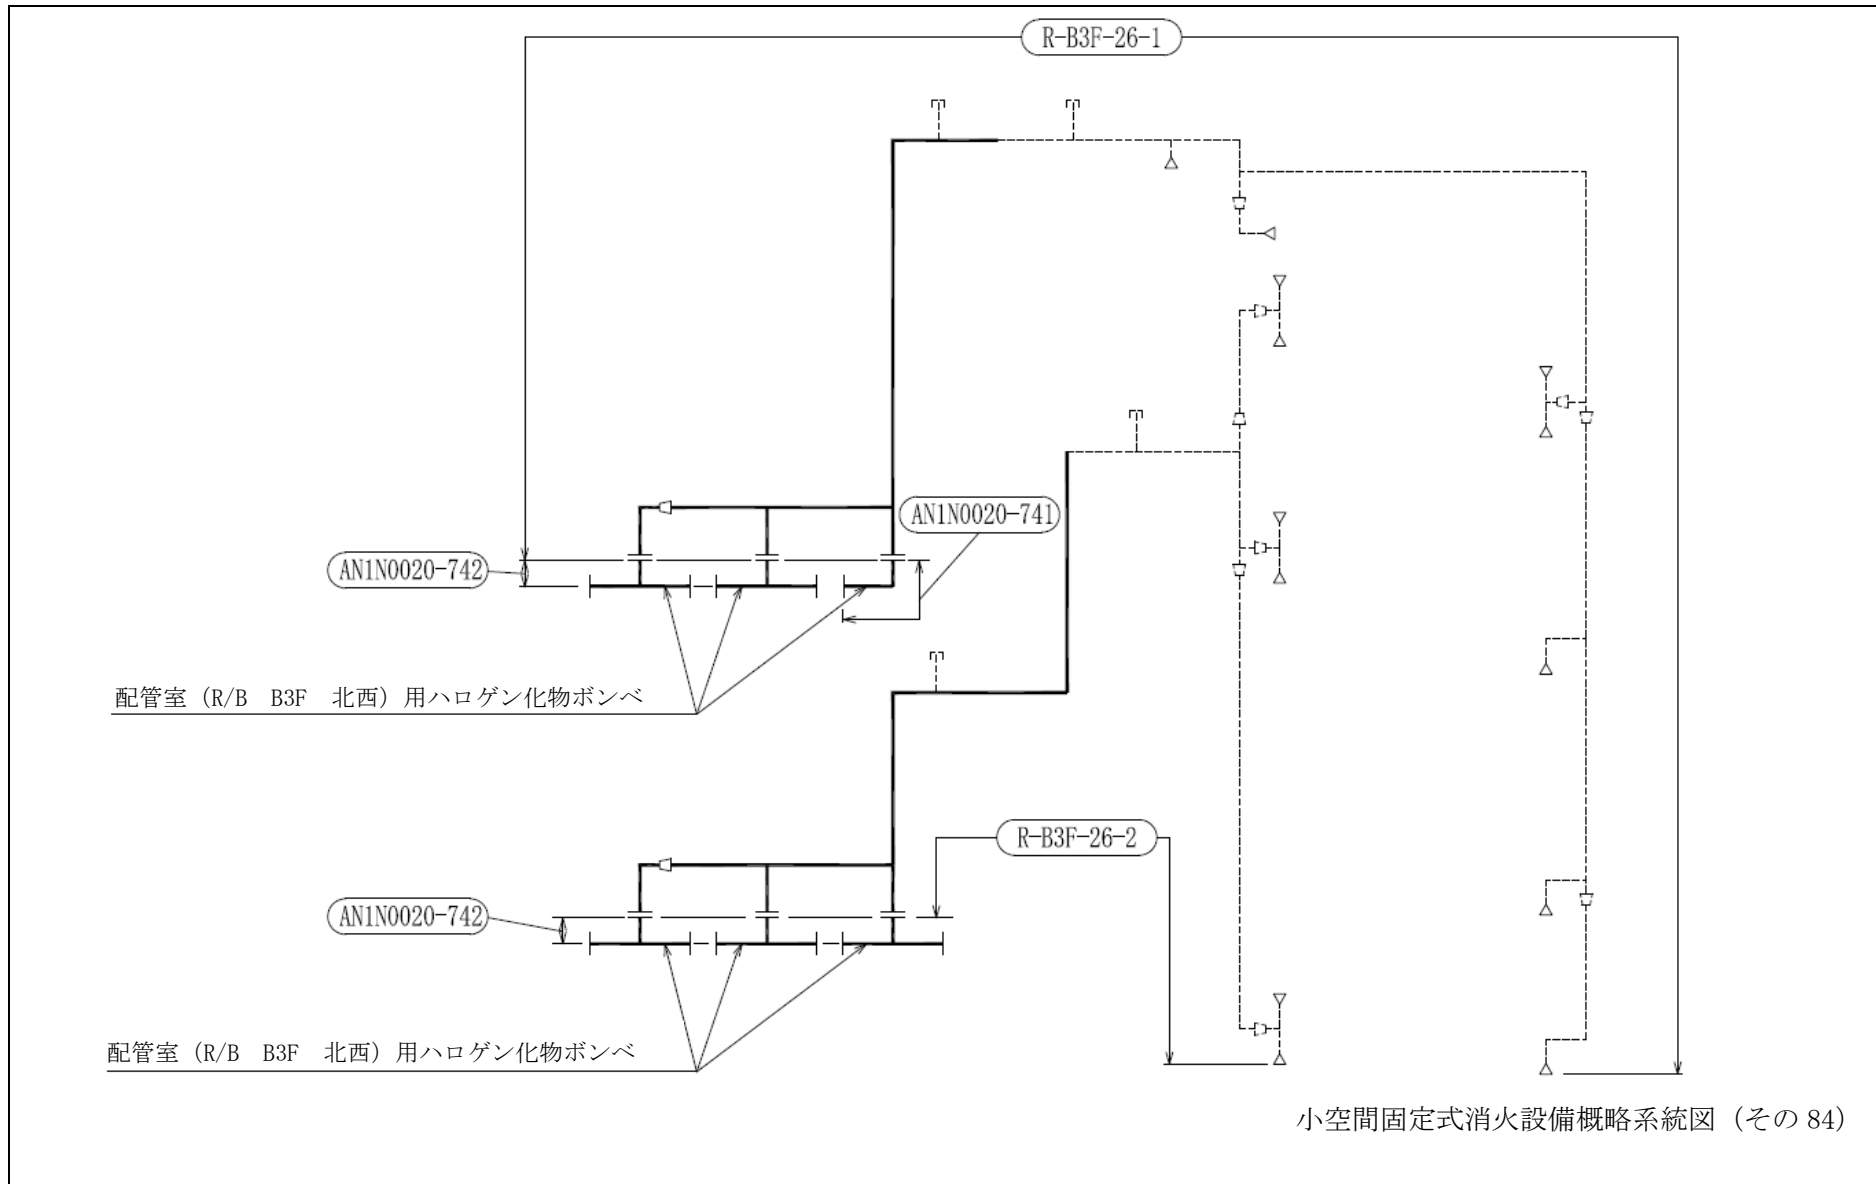 R-B3F-26-1
AN1N0020-741
AN1N0020-742
配管室（R/B　B3F　北西）用ハロゲン化物ボンベ
R-B3F-26-2
AN1N0020-742
配管室（R/B　B3F　北西）用ハロゲン化物ボンベ
小空間固定式消火設備概略系統図（その 84）